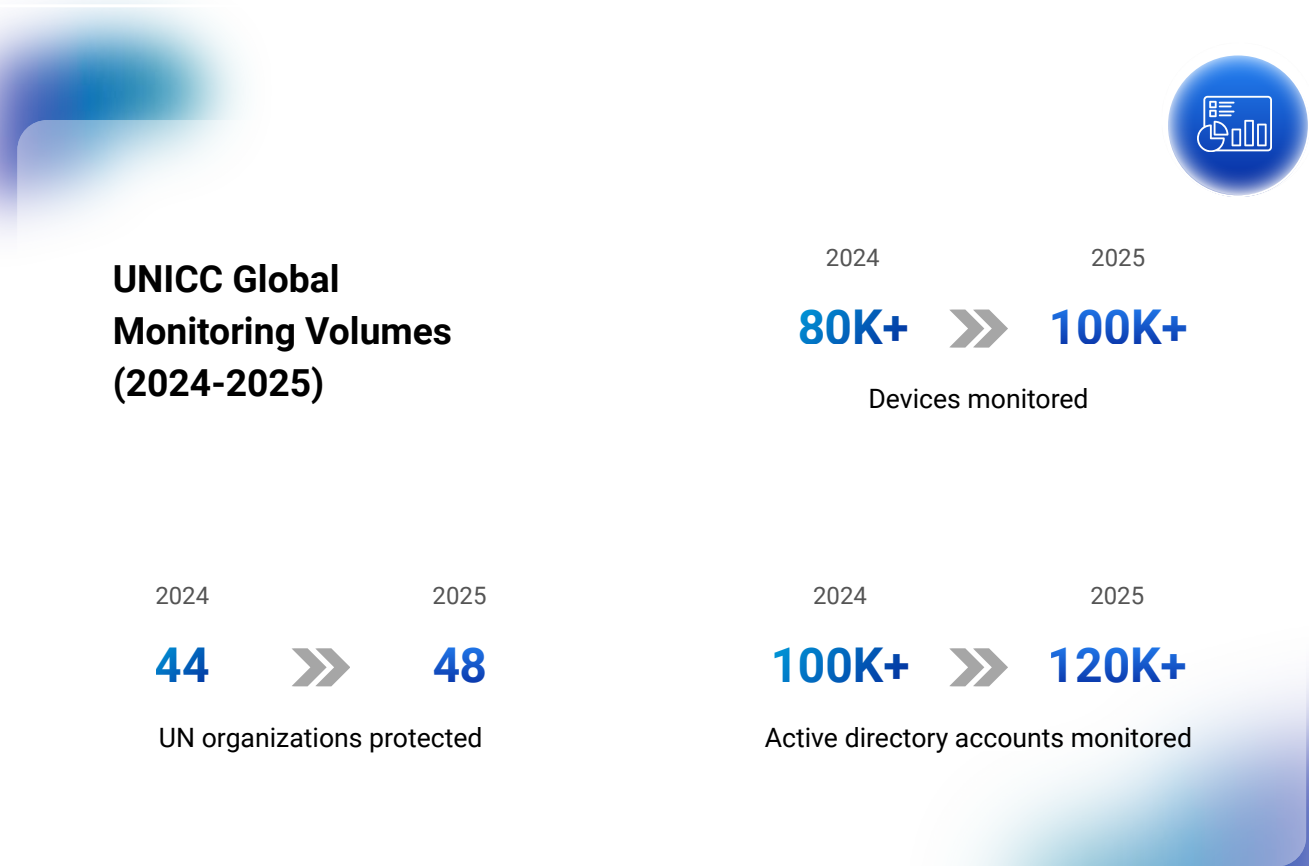 UNICC Global
Monitoring Volumes
(2024-2025)
2024 2025
80K+ 100K+
Devices monitored
2024 2025
44 48
UN organizations protected
2024 2025
100K+ 120K+
Active directory accounts monitored